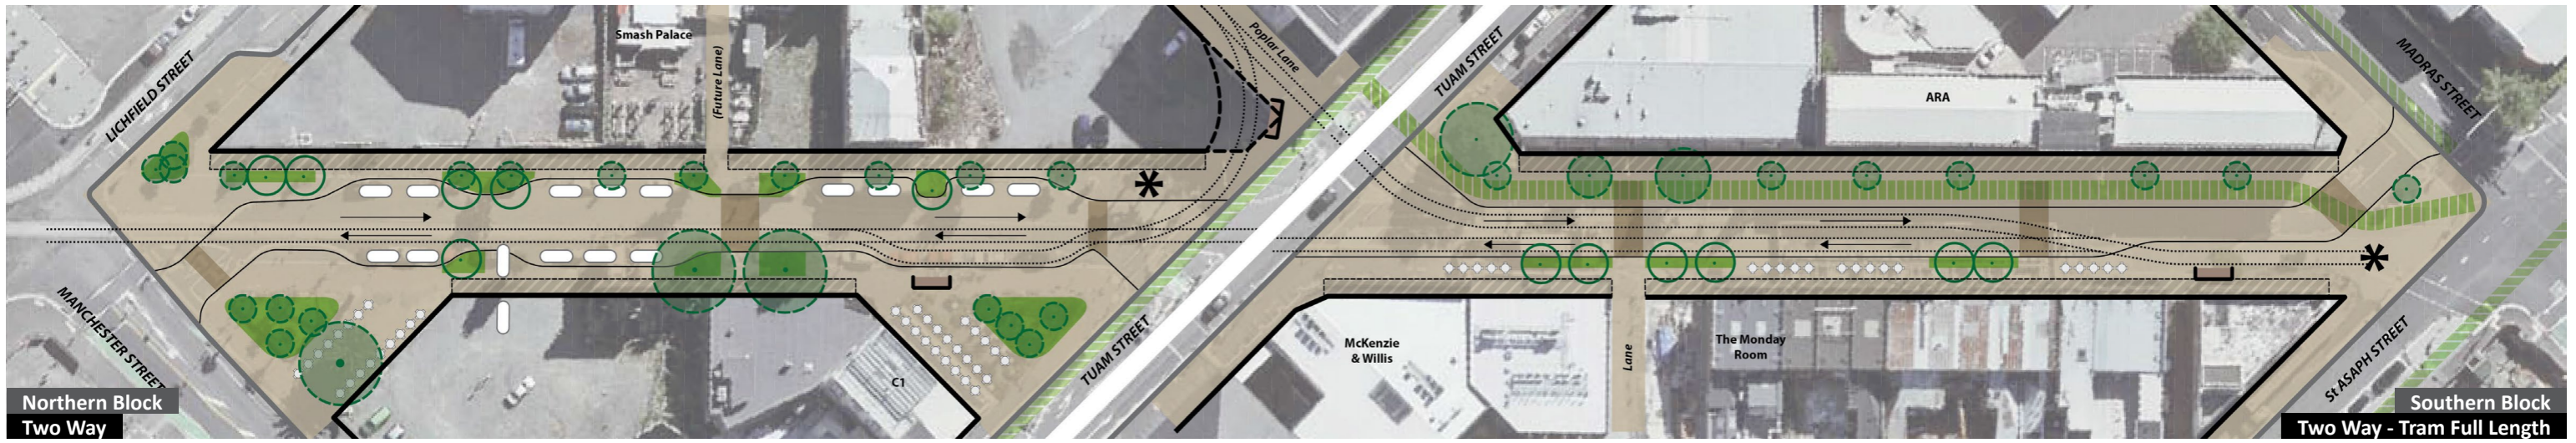 LICHFIELD STREET
MANCHESTER STREET
Smash Palace
(Future Lane)
Poplar Lane
TUAM STREET
C1
TUAM STREET
ARA
MADRAS STREET
McKenzie
& Willis
Lane
The Monday
Room
St ASAPH STREET
Northern Block
Two Way
Southern Block
Two Way - Tram Full Length